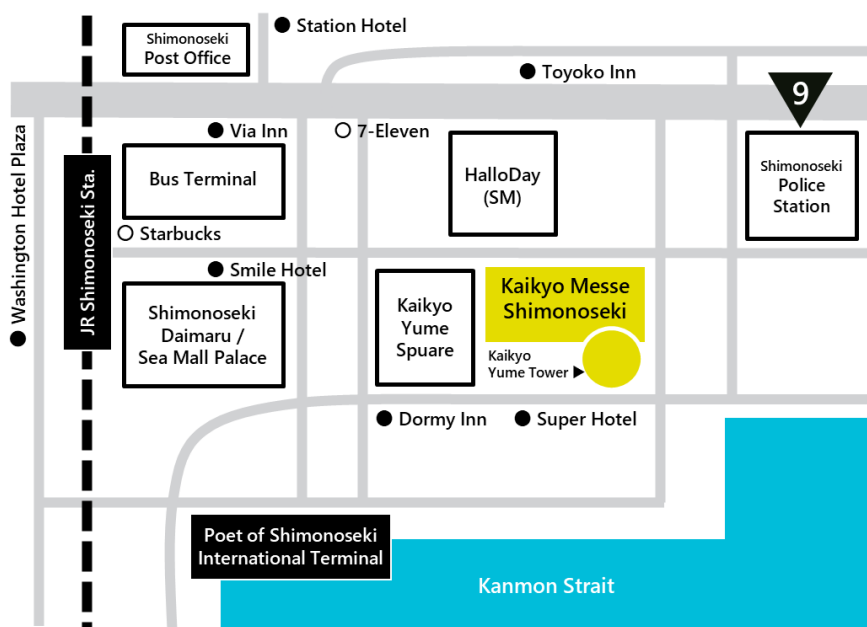 Station Hotel
Shimonoseki
Post Office
Toyoko Inn
9
Via Inn
7-Eleven
Washington Hotel Plaza
JR Shimonoseki Sta.
Bus Terminal
HalloDay
(SM)
Shimonoseki
Police
Station
Starbucks
Smile Hotel
Shimonoseki
Daimaru /
Sea Mall Palace
Kaikyo
Yume
Spuare
Kaikyo Messe
Shimonoseki
Kaikyo
Yume Tower
Dormy Inn
Super Hotel
Poet of Shimonoseki
International Terminal
Kanmon Strait